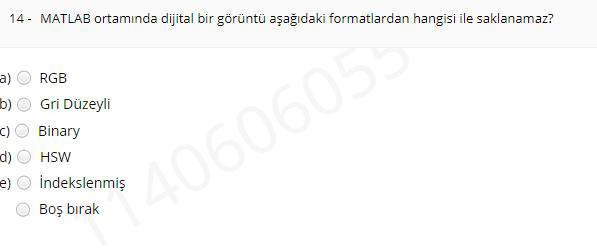 14 - MATLAB ortamında dijital bir görüntü aşağıdaki formatlardan hangisi ile saklanamaz?
a) RGB
b) Gri Düzeyli
c) Binary
d) HSW
e) İndekslenmiş
Boş bırak
1140606055